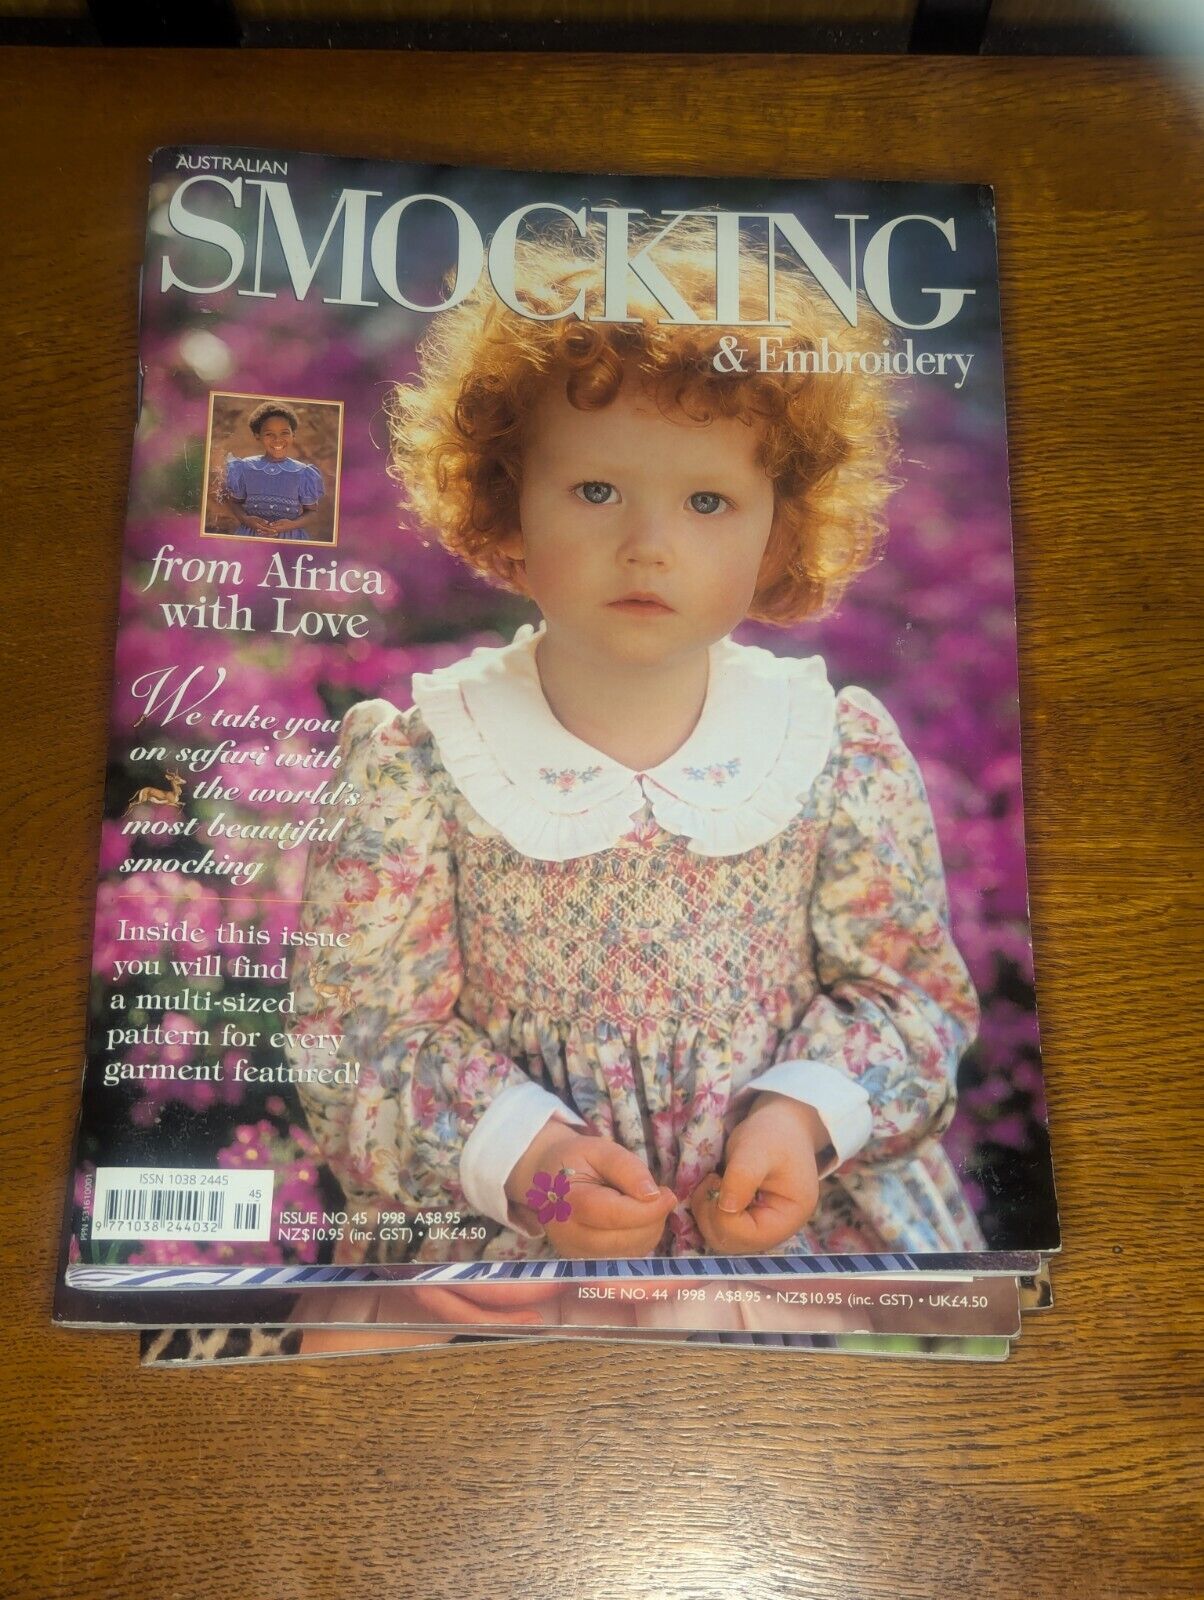 AUSTRALIAN
SMOCKING
& Embroidery
from Africa
with Love
We take you
on safari with
the world's
most beautiful
smocking
Inside this issue
you will find
a multi-sized
pattern for every
garment featured!
PPN 531610001
ISSN 1038 2445
45
9 771038 244032
ISSUE NO. 45 1998 A$8.95
NZ$10.95 (inc. GST) • UK£4.50
ISSUE NO. 44 1998 A$8.95 • NZ$10.95 (inc. GST) • UK£4.50